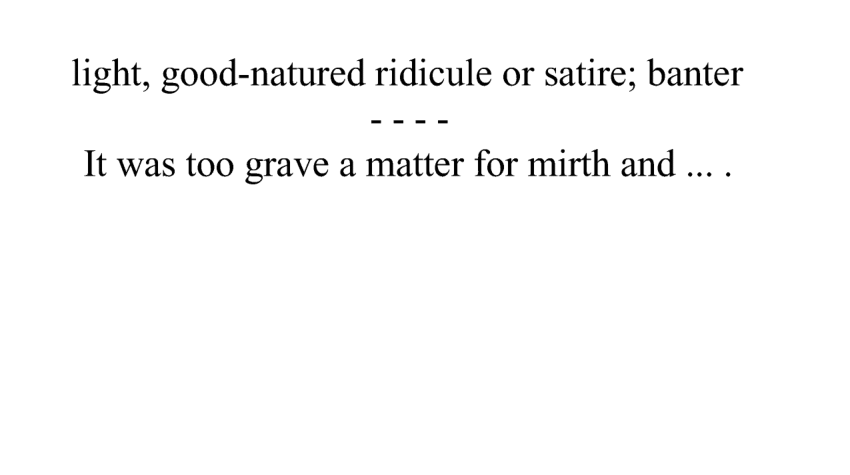 light, good-natured ridicule or satire; banter
- - - -
It was too grave a matter for mirth and ... .